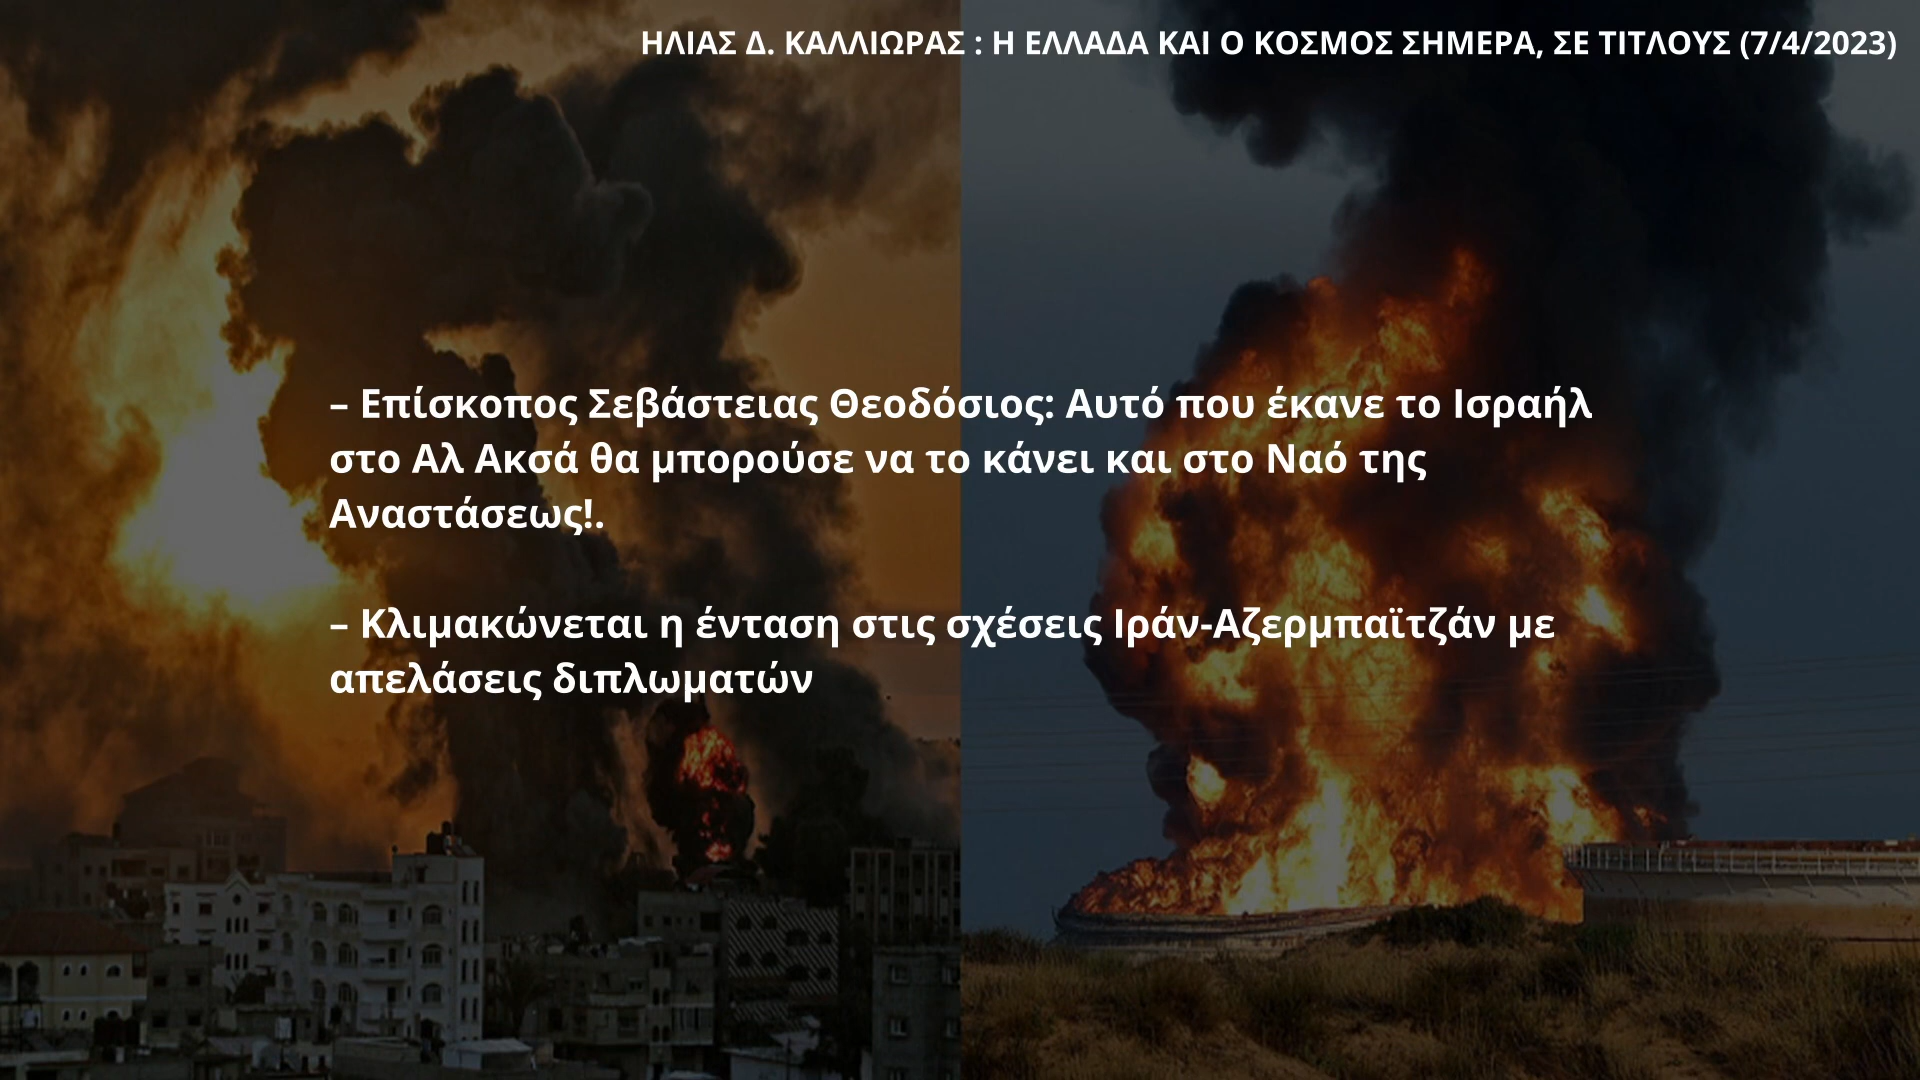 ΗΛΙΑΣ Δ. ΚΑΛΛΙΩΡΑΣ : Η ΕΛΛΑΔΑ ΚΑΙ Ο ΚΟΣΜΟΣ ΣΗΜΕΡΑ, ΣΕ ΤΙΤΛΟΥΣ (7/4/2023)
– Επίσκοπος Σεβάστειας Θεοδόσιος: Αυτό που έκανε το Ισραήλ
στο Αλ Ακσά θα μπορούσε να το κάνει και στο Ναό της
Αναστάσεως!.
– Κλιμακώνεται η ένταση στις σχέσεις Ιράν-Αζερμπαϊτζάν με
απελάσεις διπλωματών